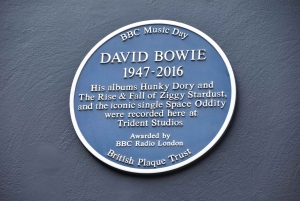 BBC Music Day
DAVID BOWIE
1947-2016
His albums Hunky Dory and
The Rise & Fall of Ziggy Stardust,
and the iconic single Space Oddity
were recorded here at
Trident Studios
Awarded by
BBC Radio London
British Plaque Trust